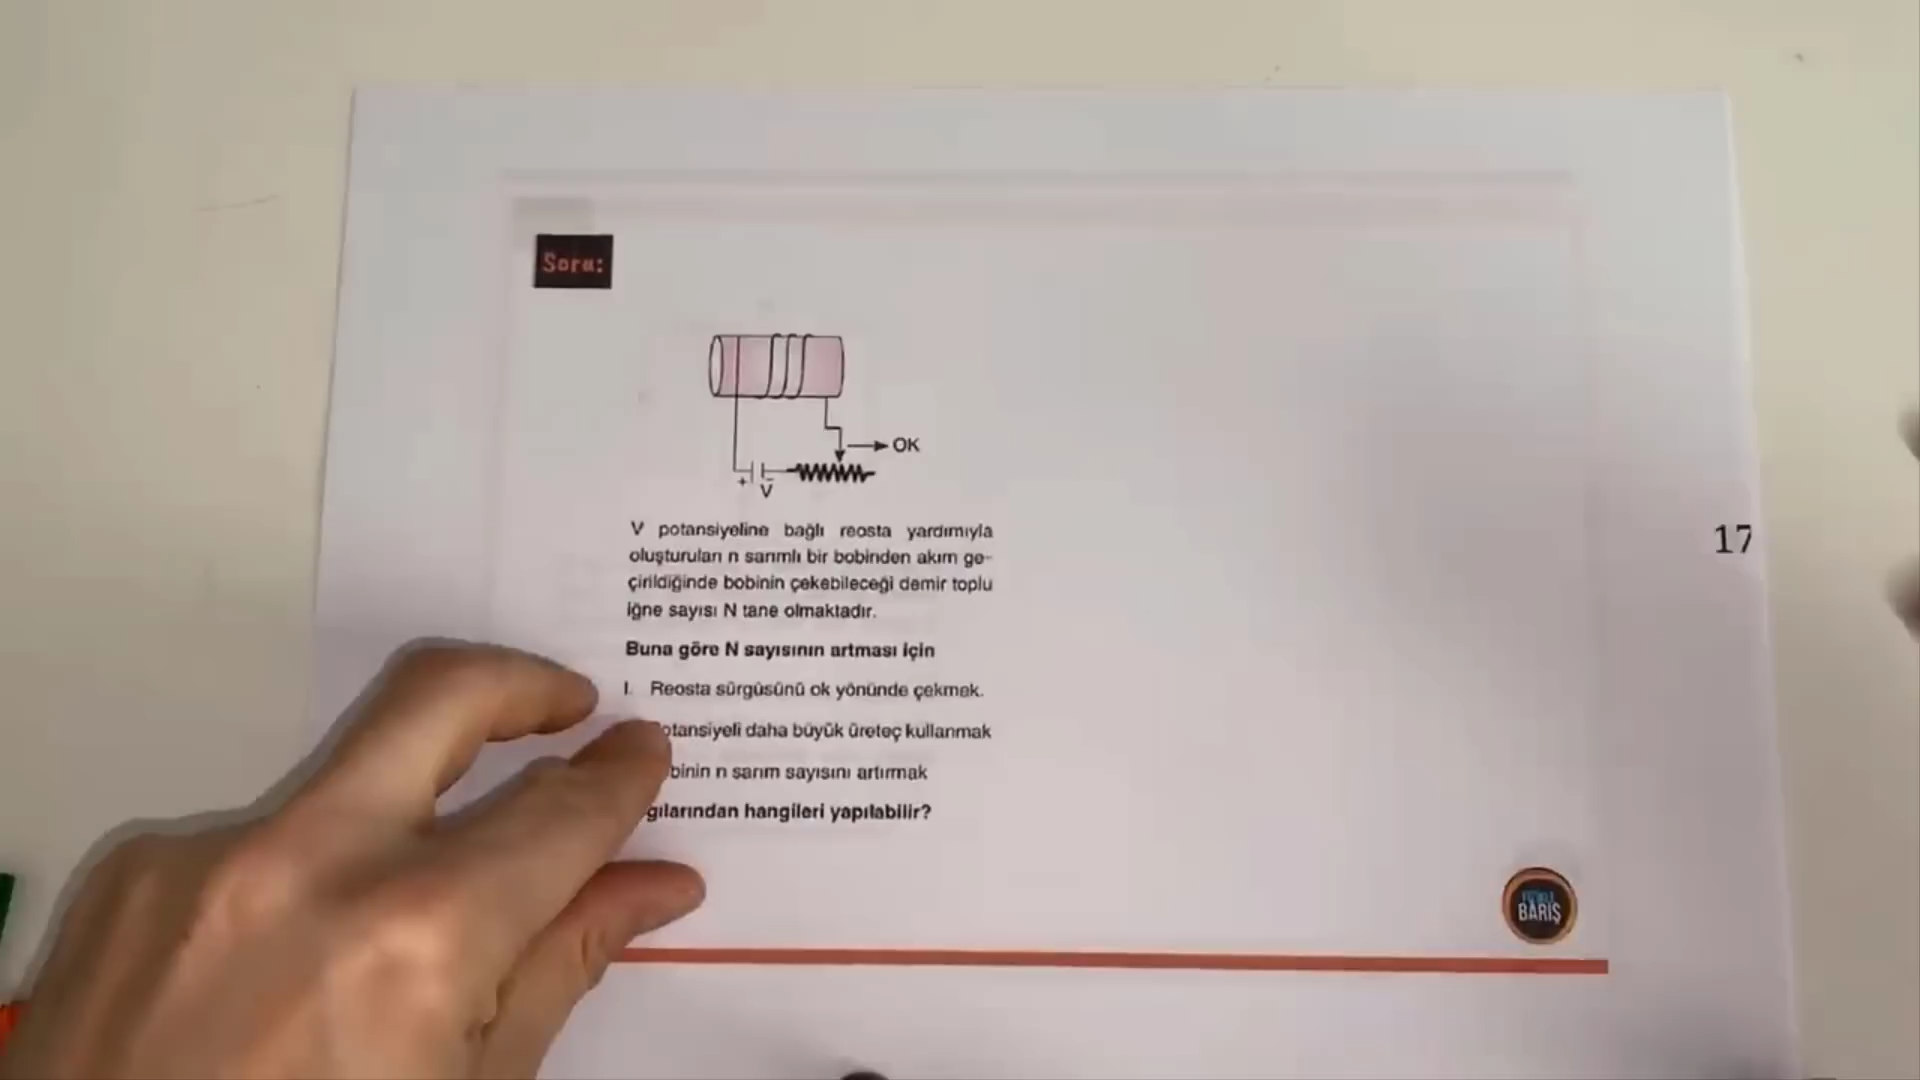 Soru:
OK
+ -
V
V potansiyeline bağlı reosta yardımıyla
oluşturulan n sarımlı bir bobinden akım ge-
çirildiğinde bobinin çekebileceği demir toplu
iğne sayısı N tane olmaktadır.
Buna göre N sayısının artması için
I. Reosta sürgüsünü ok yönünde çekmek.
otansiyeli daha büyük üreteç kullanmak
binin n sarım sayısını artırmak
gılarından hangileri yapılabilir?
17
BARIŞ